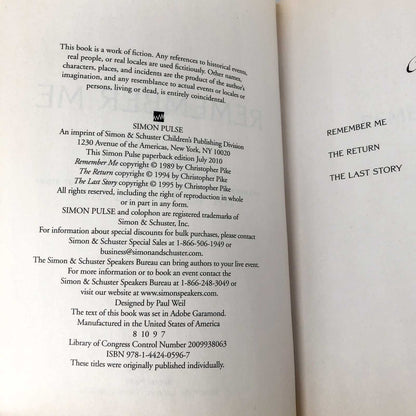 This book is a work of fiction. Any references to historical events,
real people, or real locales are used fictitiously. Other names,
characters, places, and incidents are the product of the author's
imagination, and any resemblance to actual events or locales or
persons, living or dead, is entirely coincidental.
SIMON PULSE
An imprint of Simon & Schuster Children's Publishing Division
1230 Avenue of the Americas, New York, NY 10020
This Simon Pulse paperback edition July 2010
Remember Me copyright © 1989 by Christopher Pike
The Return copyright © 1994 by Christopher Pike
The Last Story copyright © 1995 by Christopher Pike
All rights reserved, including the right of reproduction in whole
or in part in any form.
SIMON PULSE and colophon are registered trademarks of
Simon & Schuster, Inc.
For information about special discounts for bulk purchases, please contact
Simon & Schuster Special Sales at 1-866-506-1949 or
business@simonandschuster.com.
The Simon & Schuster Speakers Bureau can bring authors to your live event.
For more information or to book an event contact the
Simon & Schuster Speakers Bureau at 1-866-248-3049 or
visit our website at www.simonspeakers.com.
Designed by Paul Weil
The text of this book was set in Adobe Garamond.
Manufactured in the United States of America
8 10 9 7
Library of Congress Control Number 2009938063
ISBN 978-1-4424-0596-7
These titles were originally published individually.
REMEMBER ME
THE RETURN
THE LAST STORY